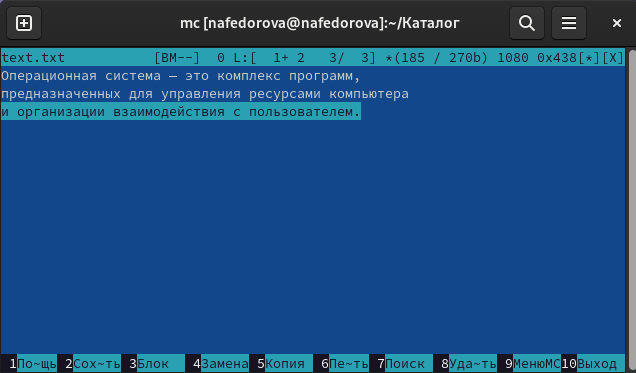 mc [nafedorova@nafedorova]:~/Каталог
text.txt [BM--] 0 L:[ 1+ 2 3/ 3] *(185 / 270b) 1080 0x438[*][X]
Операционная система — это комплекс программ,
предназначенных для управления ресурсами компьютера
и организации взаимодействия с пользователем.
1По~щь 2Сох~ть 3Блок 4Замена 5Копия 6Пе~ть 7Поиск 8Уда~ть 9МенюMC 10Выход